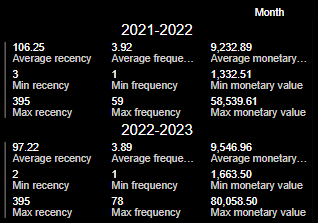 Month
2021-2022
106.25 3.92 9,232.89
Average recency Average freque... Average monetary...
3 1 1,332.51
Min recency Min frequency Min monetary value
395 59 58,539.61
Max recency Max frequency Max monetary value
2022-2023
97.22 3.89 9,546.96
Average recency Average freque... Average monetary...
2 1 1,663.50
Min recency Min frequency Min monetary value
395 78 80,058.50
Max recency Max frequency Max monetary value